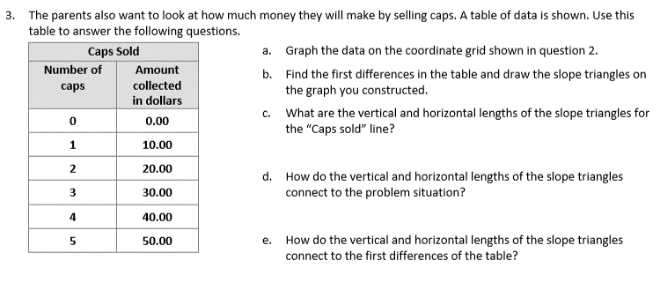 3. The parents also want to look at how much money they will make by selling caps. A table of data is shown. Use this
table to answer the following questions.
Caps Sold
Number of caps Amount collected in dollars
0 0.00
1 10.00
2 20.00
3 30.00
4 40.00
5 50.00
a. Graph the data on the coordinate grid shown in question 2.
b. Find the first differences in the table and draw the slope triangles on
the graph you constructed.
c. What are the vertical and horizontal lengths of the slope triangles for
the "Caps sold" line?
d. How do the vertical and horizontal lengths of the slope triangles
connect to the problem situation?
e. How do the vertical and horizontal lengths of the slope triangles
connect to the first differences of the table?